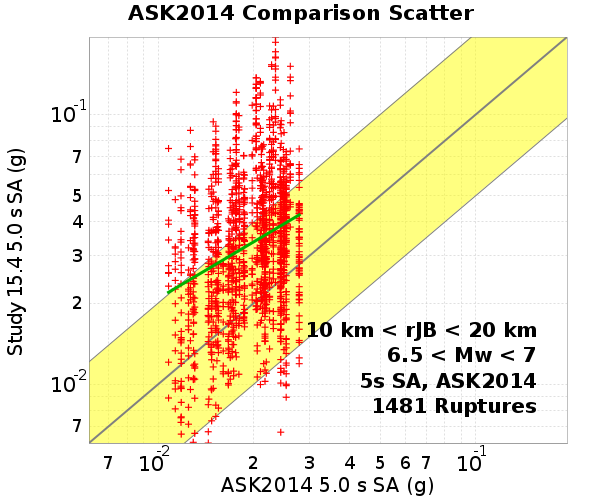 ASK2014 Comparison Scatter
Study 15.4 5.0 s SA (g)
10⁻¹
7
5
4
3
2
10⁻²
7
10 km < rJB < 20 km
6.5 < Mw < 7
5s SA, ASK2014
1481 Ruptures
7 10⁻² 2 3 4 5 6 7 10⁻¹
ASK2014 5.0 s SA (g)